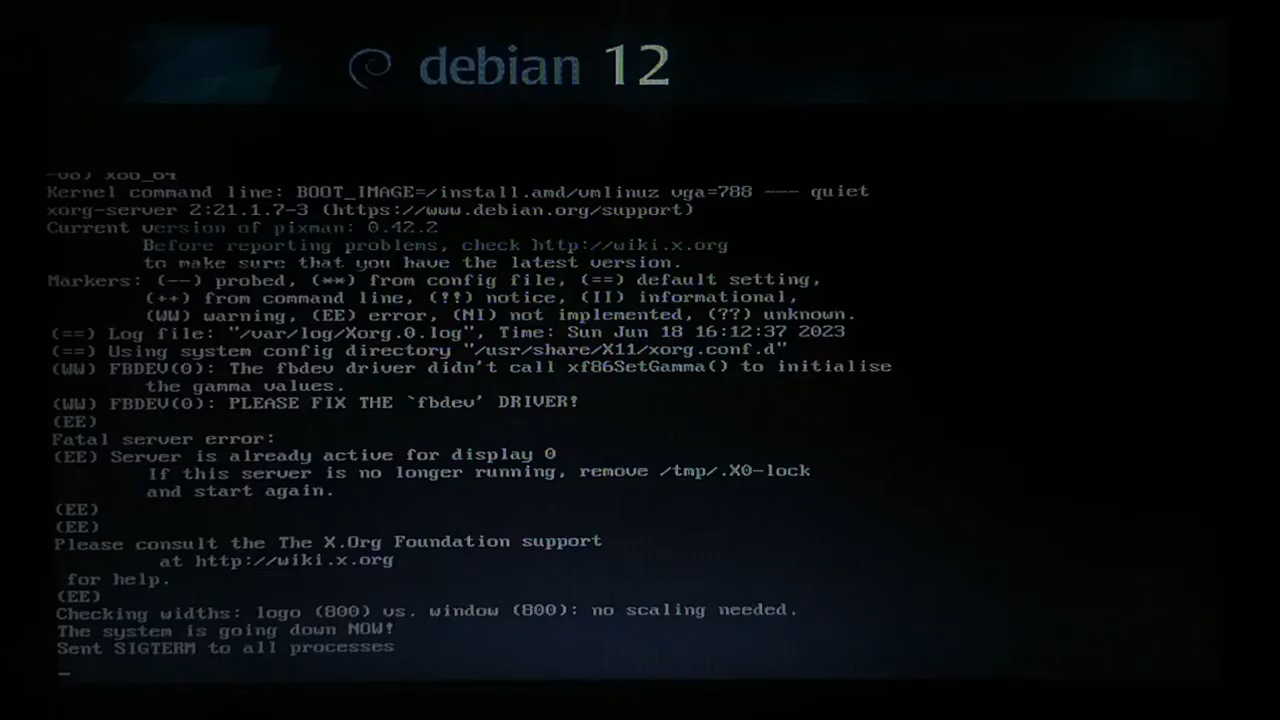 debian 12
Kernel command line: BOOT_IMAGE=/install.amd/vmlinuz vga=788 --- quiet
xorg-server 2:21.1.7-3 (https://www.debian.org/support)
Current version of pixman: 0.42.2
Before reporting problems, check http://wiki.x.org
to make sure that you have the latest version.
Markers: (--) probed, (**) from config file, (==) default setting,
(++) from command line, (!!) notice, (II) informational,
(WW) warning, (EE) error, (NI) not implemented, (??) unknown.
(==) Log file: "/var/log/Xorg.0.log", Time: Sun Jun 18 16:12:37 2023
(==) Using system config directory "/usr/share/X11/xorg.conf.d"
(WW) FBDEV(0): The fbdev driver didn't call xf86SetGamma() to initialise
the gamma values.
(WW) FBDEV(0): PLEASE FIX THE `fbdev' DRIVER!
(EE)
Fatal server error:
(EE) Server is already active for display 0
If this server is no longer running, remove /tmp/.X0-lock
and start again.
(EE)
(EE)
Please consult the The X.Org Foundation support
at http://wiki.x.org
for help.
(EE)
Checking widths: logo (800) vs. window (800): no scaling needed.
The system is going down NOW!
Sent SIGTERM to all processes